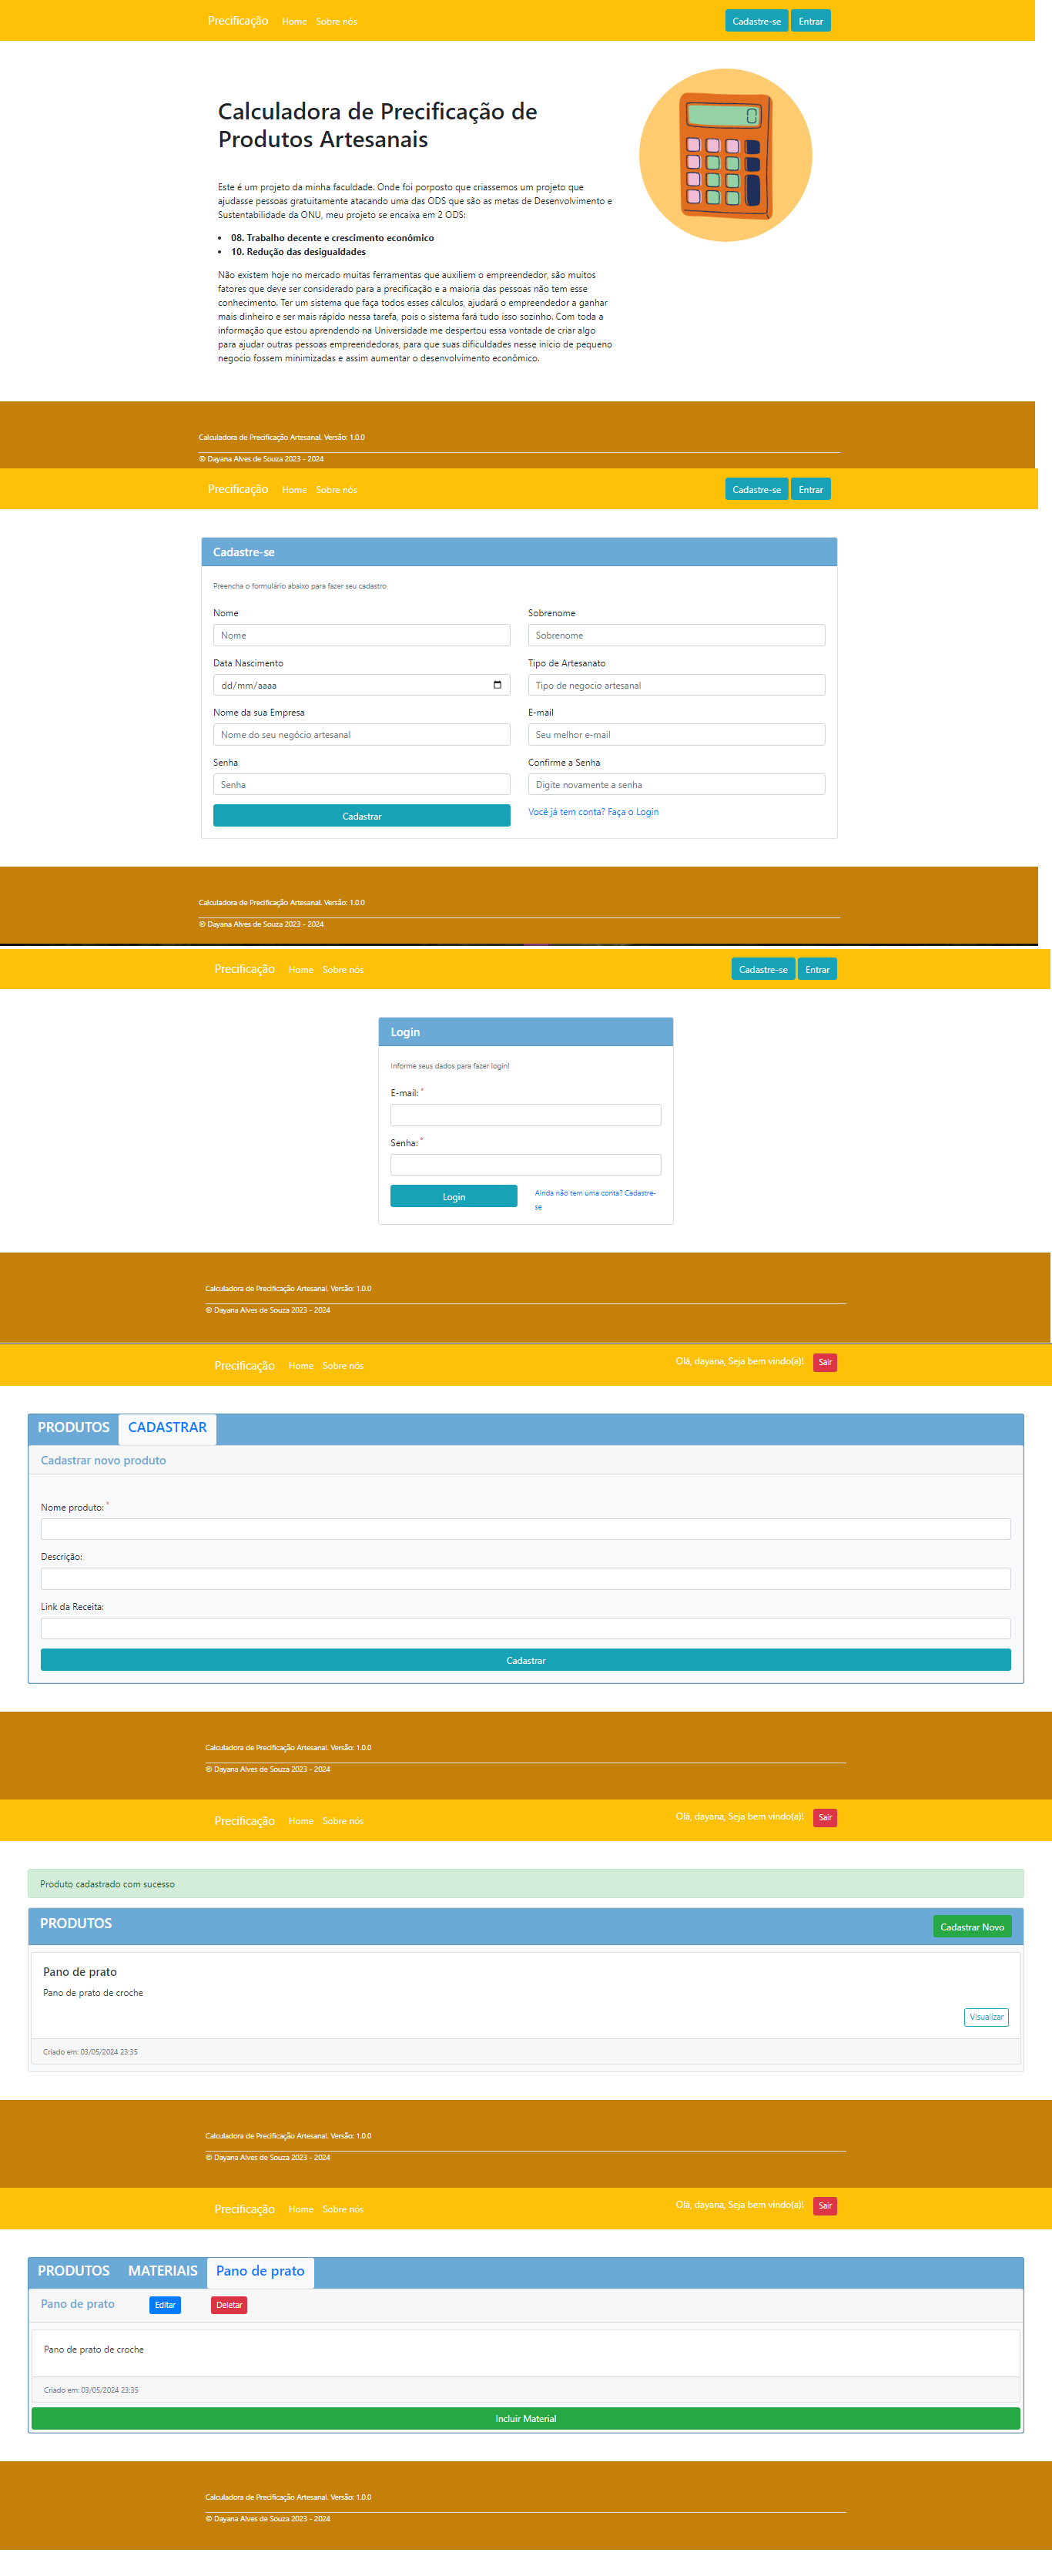 Precificação Home Sobre nós Cadastre-se Entrar
0
Calculadora de Precificação de
Produtos Artesanais
Este é um projeto da minha faculdade. Onde foi porposto que criassemos um projeto que
ajudasse pessoas gratuitamente atacando uma das ODS que são as metas de Desenvolvimento e
Sustentabilidade da ONU, meu projeto se encaixa em 2 ODS:
• 08. Trabalho decente e crescimento econômico
• 10. Redução das desigualdades
Não existem hoje no mercado muitas ferramentas que auxiliem o empreendedor, são muitos
fatores que deve ser considerado para a precificação e a maioria das pessoas não tem esse
conhecimento. Ter um sistema que faça todos esses cálculos, ajudará o empreendedor a ganhar
mais dinheiro e ser mais rápido nessa tarefa, pois o sistema fará tudo isso sozinho. Com toda a
informação que estou aprendendo na Universidade me despertou essa vontade de criar algo
para ajudar outras pessoas empreendedoras, para que suas dificuldades nesse inicio de pequeno
negocio fossem minimizadas e assim aumentar o desenvolvimento econômico.
Calculadora de Precificação Artesanal. Versão: 1.0.0
© Dayana Alves de Souza 2023 - 2024
Precificação Home Sobre nós Cadastre-se Entrar
Cadastre-se
Preencha o formulário abaixo para fazer seu cadastro
Nome Sobrenome
Nome Sobrenome
Data Nascimento Tipo de Artesanato
dd/mm/aaaa Tipo de negocio artesanal
Nome da sua Empresa E-mail
Nome do seu negócio artesanal Seu melhor e-mail
Senha Confirme a Senha
Senha Digite novamente a senha
Cadastrar Você já tem conta? Faça o Login
Calculadora de Precificação Artesanal. Versão: 1.0.0
© Dayana Alves de Souza 2023 - 2024
Precificação Home Sobre nós Cadastre-se Entrar
Login
Informe seus dados para fazer login!
E-mail: *
Senha: *
Login Ainda não tem uma conta? Cadastre-
se
Calculadora de Precificação Artesanal. Versão: 1.0.0
© Dayana Alves de Souza 2023 - 2024
Precificação Home Sobre nós Olá, dayana, Seja bem vindo(a)! Sair
PRODUTOS CADASTRAR
Cadastrar novo produto
Nome produto: *
Descrição:
Link da Receita:
Cadastrar
Calculadora de Precificação Artesanal. Versão: 1.0.0
© Dayana Alves de Souza 2023 - 2024
Precificação Home Sobre nós Olá, dayana, Seja bem vindo(a)! Sair
Produto cadastrado com sucesso
PRODUTOS Cadastrar Novo
Pano de prato
Pano de prato de croche
Visualizar
Criado em: 03/05/2024 23:35
Calculadora de Precificação Artesanal. Versão: 1.0.0
© Dayana Alves de Souza 2023 - 2024
Precificação Home Sobre nós Olá, dayana, Seja bem vindo(a)! Sair
PRODUTOS MATERIAIS Pano de prato
Pano de prato Editar Deletar
Pano de prato de croche
Criado em: 03/05/2024 23:35
Incluir Material
Calculadora de Precificação Artesanal. Versão: 1.0.0
© Dayana Alves de Souza 2023 - 2024